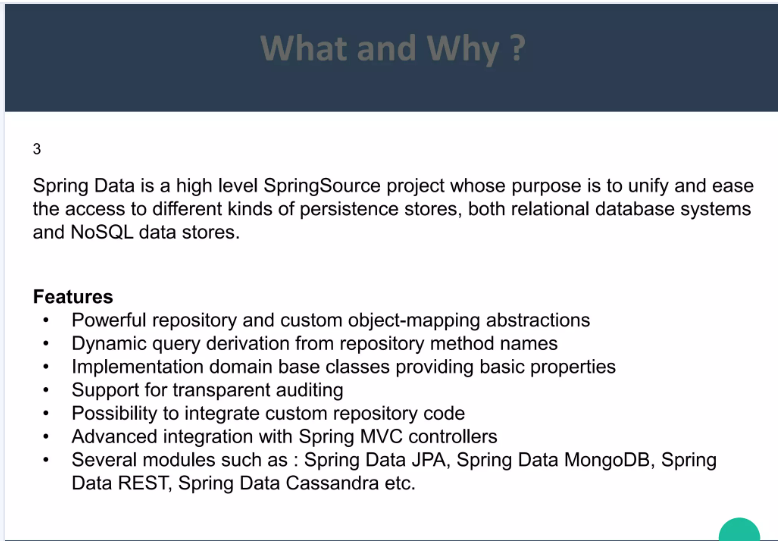 What and Why ?
3
Spring Data is a high level SpringSource project whose purpose is to unify and ease
the access to different kinds of persistence stores, both relational database systems
and NoSQL data stores.
Features
• Powerful repository and custom object-mapping abstractions
• Dynamic query derivation from repository method names
• Implementation domain base classes providing basic properties
• Support for transparent auditing
• Possibility to integrate custom repository code
• Advanced integration with Spring MVC controllers
• Several modules such as : Spring Data JPA, Spring Data MongoDB, Spring
Data REST, Spring Data Cassandra etc.